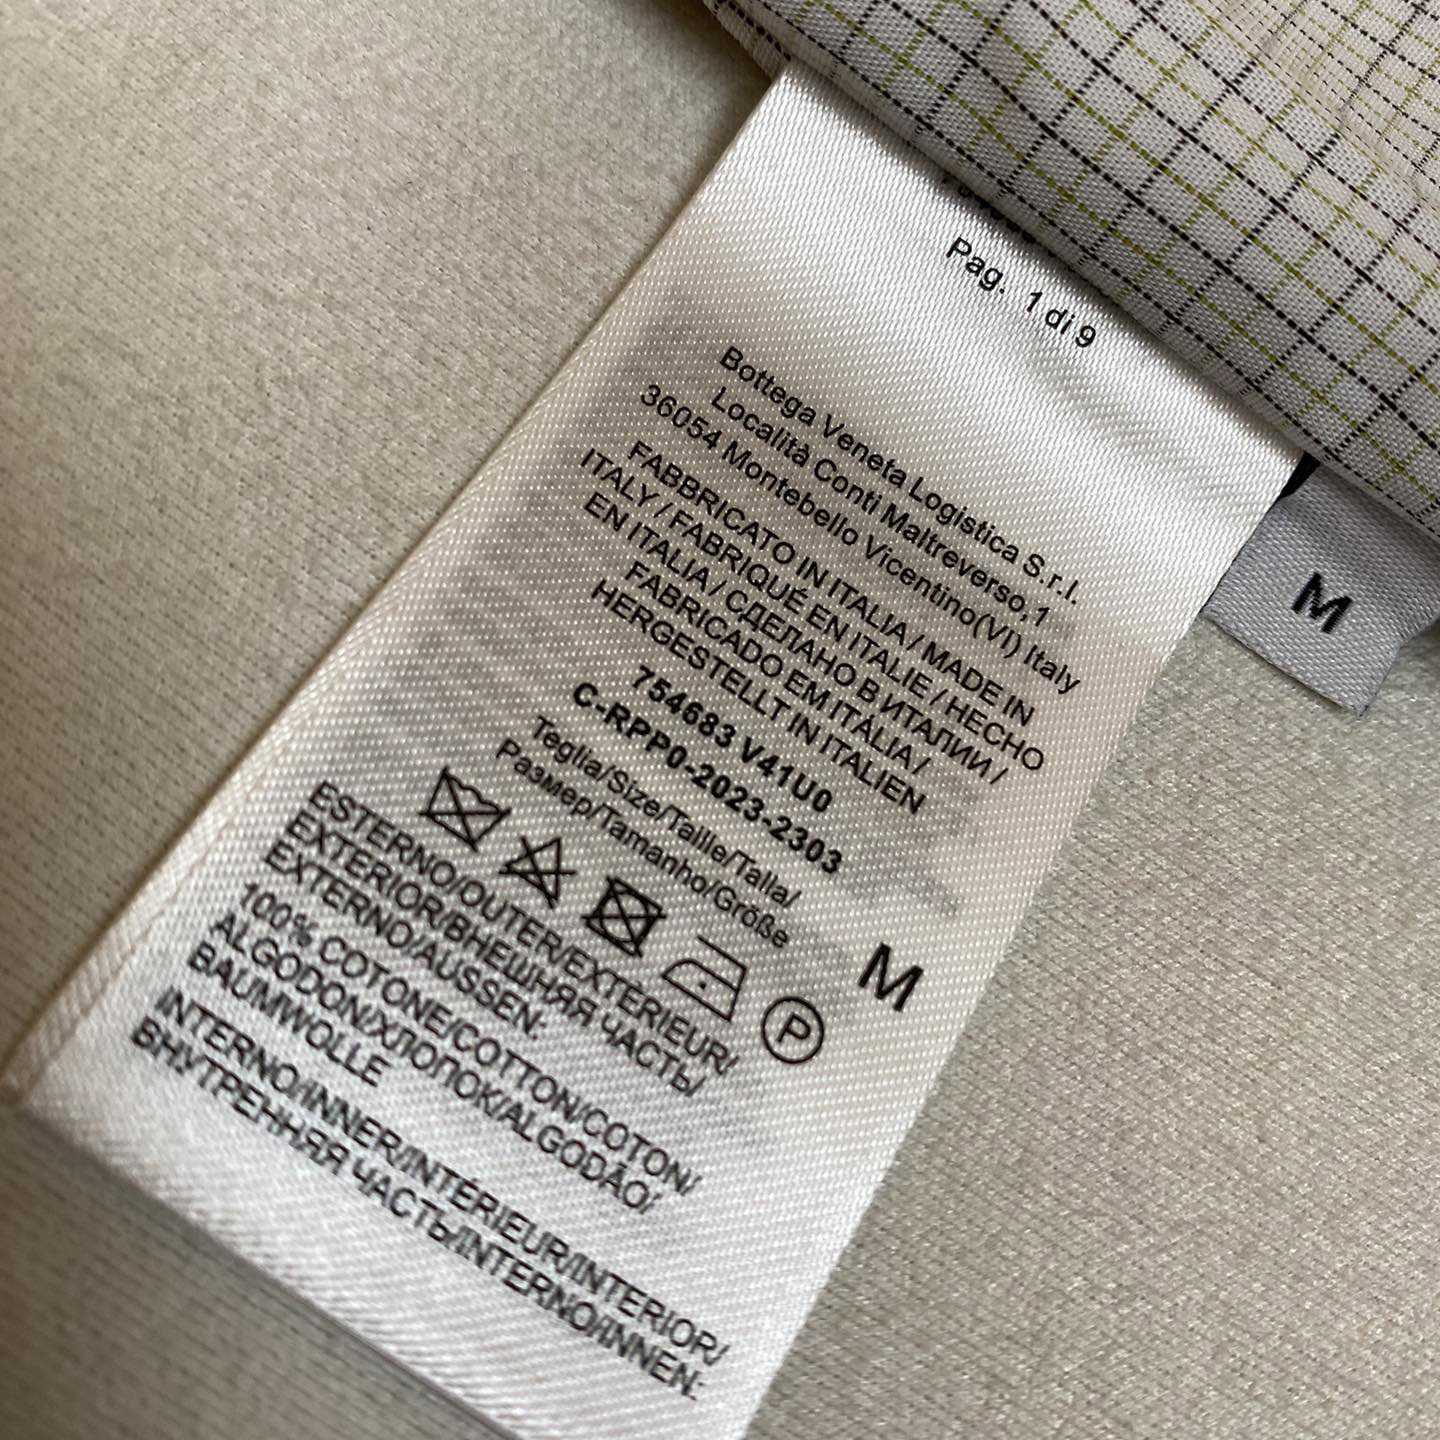 Pag. 1 di 9
Bottega Veneta Logistica S.r.l.
Località Conti Maltreverso,1
36054 Montebello Vicentino(VI) Italy
FABBRICATO IN ITALIA / MADE IN
ITALY / FABRIQUÉ EN ITALIE / HECHO
EN ITALIA / СДЕЛАНО В ИТАЛИИ /
FABRICADO EM ITÁLIA /
HERGESTELLT IN ITALIEN
754683 V41U0
C-RPP0-2023-2303
Teglia/Size/Taille/Talla/
Размер/Tamanho/Größe
M
P
ESTERNO/OUTER/EXTÉRIEUR/
EXTERIOR/ВНЕШНЯЯ ЧАСТЬ/
EXTERNO/AUSSEN:
100% COTONE/COTTON/COTON/
ALGODON/ХЛОПОК/ALGODÃO/
BAUMWOLLE
INTERNO/INNER/INTÉRIEUR/INTERIOR/
ВНУТРЕННЯЯ ЧАСТЬ/INTERNO/INNEN:
M